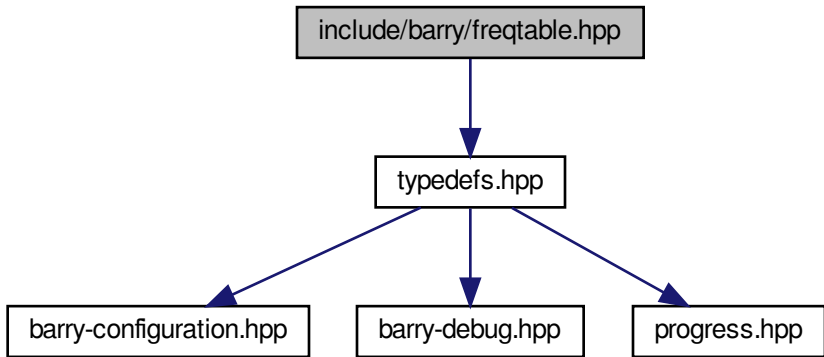 include/barry/freqtable.hpp
typedefs.hpp
barry-configuration.hpp
barry-debug.hpp
progress.hpp